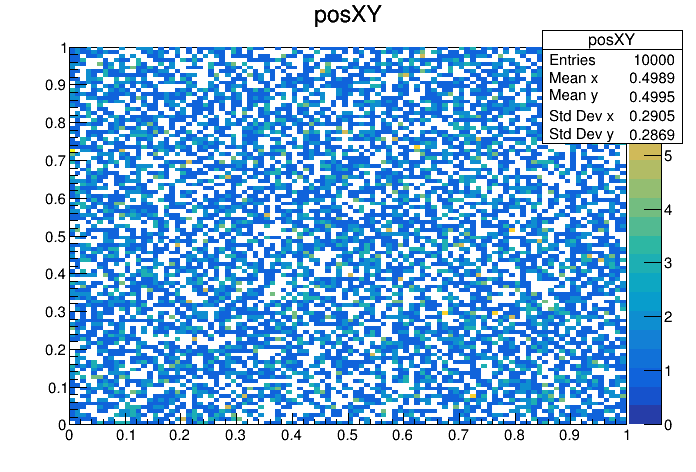 posXY
posXY
Entries 10000
Mean x 0.4989
Mean y 0.4995
Std Dev x 0.2905
Std Dev y 0.2869
1
0.9
0.8
0.7
0.6
0.5
0.4
0.3
0.2
0.1
0
0 0.1 0.2 0.3 0.4 0.5 0.6 0.7 0.8 0.9 1
5
4
3
2
1
0